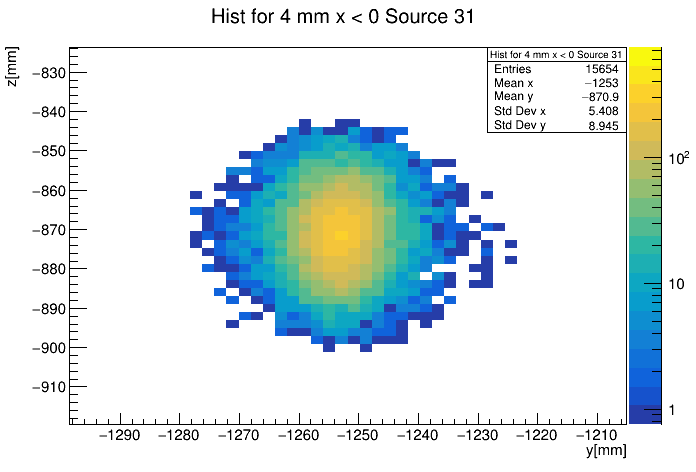 Hist for 4 mm x < 0 Source 31
z[mm]
Hist for 4 mm x < 0 Source 31
Entries 15654
Mean x −1253
Mean y −870.9
Std Dev x 5.408
Std Dev y 8.945
−830
−840
−850
−860
−870
−880
−890
−900
−910
10²
10
1
−1290 −1280 −1270 −1260 −1250 −1240 −1230 −1220 −1210
y[mm]